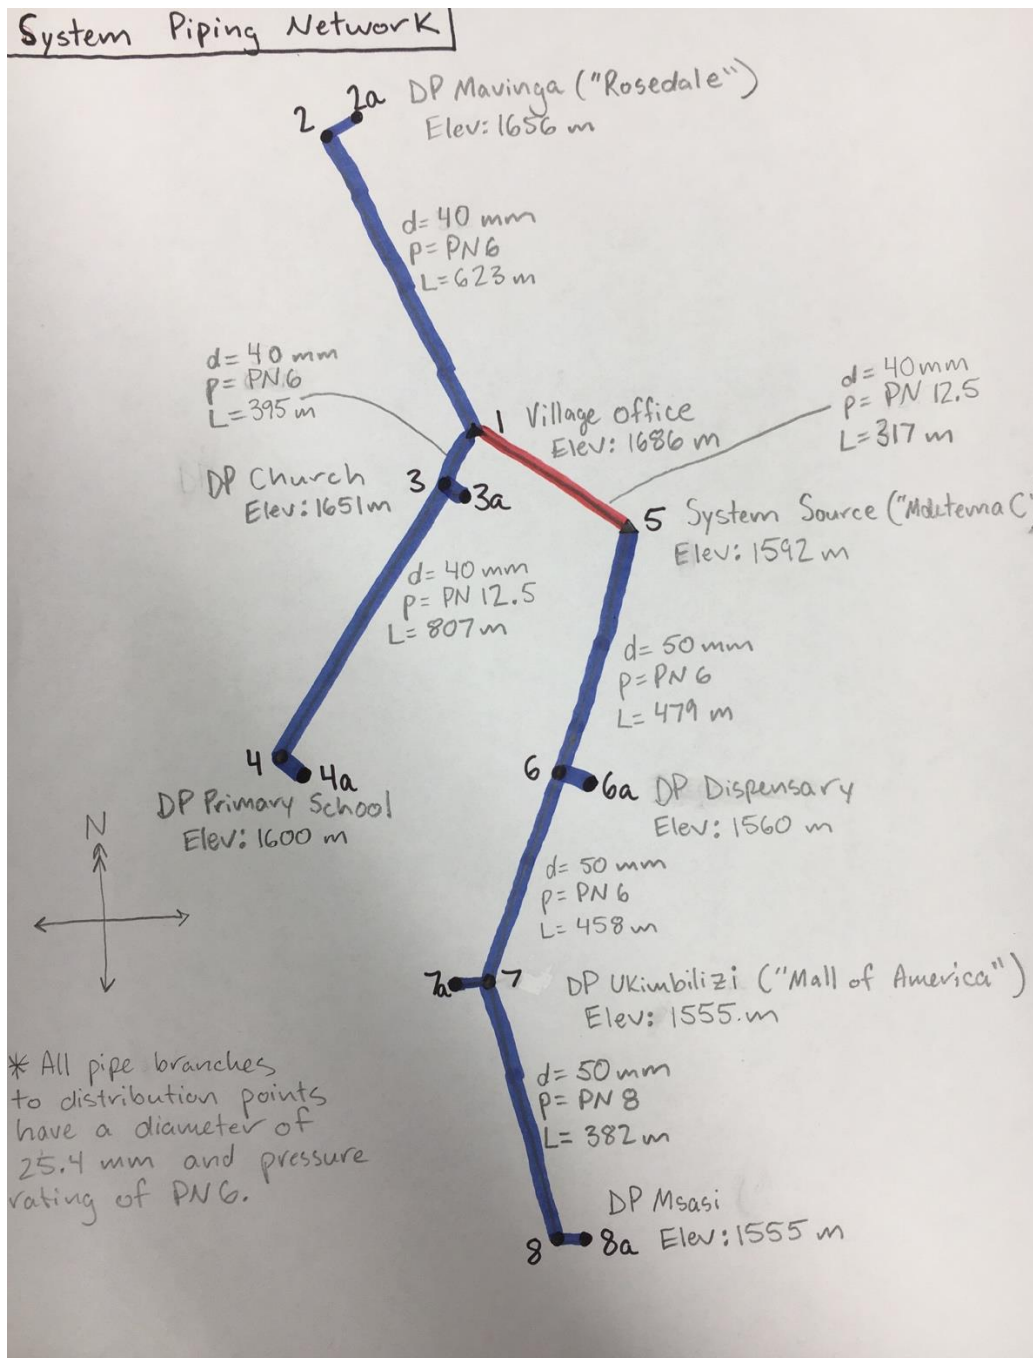 System Piping Network
2
2a
DP Mavinga ("Rosedale")
Elev: 1656 m
d= 40 mm
p= PN6
L=623 m
d= 40 mm
p= PN6
L=395 m
d= 40mm
p= PN 12.5
L= 317 m
1 Village office
Elev: 1686 m
DP Church
Elev: 1651m
3
3a
5 System Source ("Mdutema C"
Elev: 1592 m
d= 40 mm
p= PN 12.5
L= 807m
d= 50 mm
p= PN 6
L= 479 m
4
4a
DP Primary School
Elev: 1600 m
6
6a
DP Dispensary
Elev: 1560 m
N
d= 50 mm
p= PN 6
L= 458 m
7a
7
DP Ukimbilizi ("Mall of America")
Elev: 1555.m
* All pipe branches
to distribution points
have a diameter of
25.4 mm and pressure
rating of PN6.
d= 50 mm
p= PN 8
L= 382 m
DP Msasi
8
8a
Elev: 1555 m